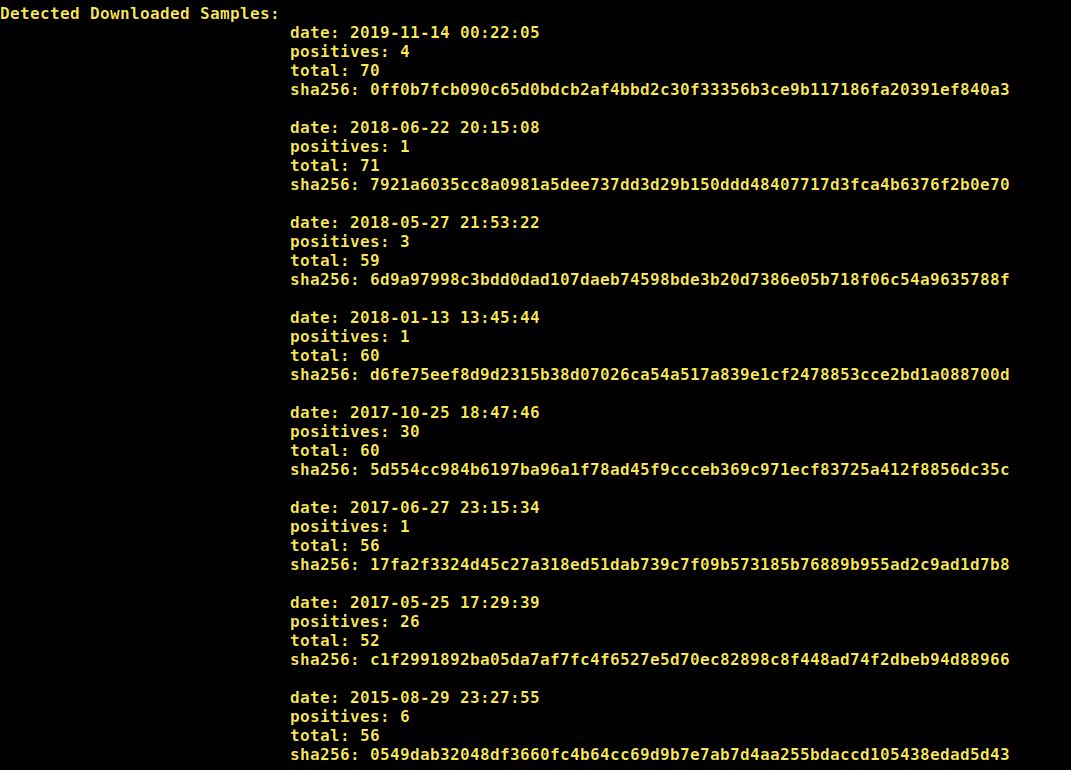 Detected Downloaded Samples:
date: 2019-11-14 00:22:05
positives: 4
total: 70
sha256: 0ff0b7fcb090c65d0bdcb2af4bbd2c30f33356b3ce9b117186fa20391ef840a3
date: 2018-06-22 20:15:08
positives: 1
total: 71
sha256: 7921a6035cc8a0981a5dee737dd3d29b150ddd48407717d3fca4b6376f2b0e70
date: 2018-05-27 21:53:22
positives: 3
total: 59
sha256: 6d9a97998c3bdd0dad107daeb74598bde3b20d7386e05b718f06c54a9635788f
date: 2018-01-13 13:45:44
positives: 1
total: 60
sha256: d6fe75eef8d9d2315b38d07026ca54a517a839e1cf2478853cce2bd1a088700d
date: 2017-10-25 18:47:46
positives: 30
total: 60
sha256: 5d554cc984b6197ba96a1f78ad45f9ccceb369c971ecf83725a412f8856dc35c
date: 2017-06-27 23:15:34
positives: 1
total: 56
sha256: 17fa2f3324d45c27a318ed51dab739c7f09b573185b76889b955ad2c9ad1d7b8
date: 2017-05-25 17:29:39
positives: 26
total: 52
sha256: c1f2991892ba05da7af7fc4f6527e5d70ec82898c8f448ad74f2dbeb94d88966
date: 2015-08-29 23:27:55
positives: 6
total: 56
sha256: 0549dab32048df3660fc4b64cc69d9b7e7ab7d4aa255bdaccd105438edad5d43